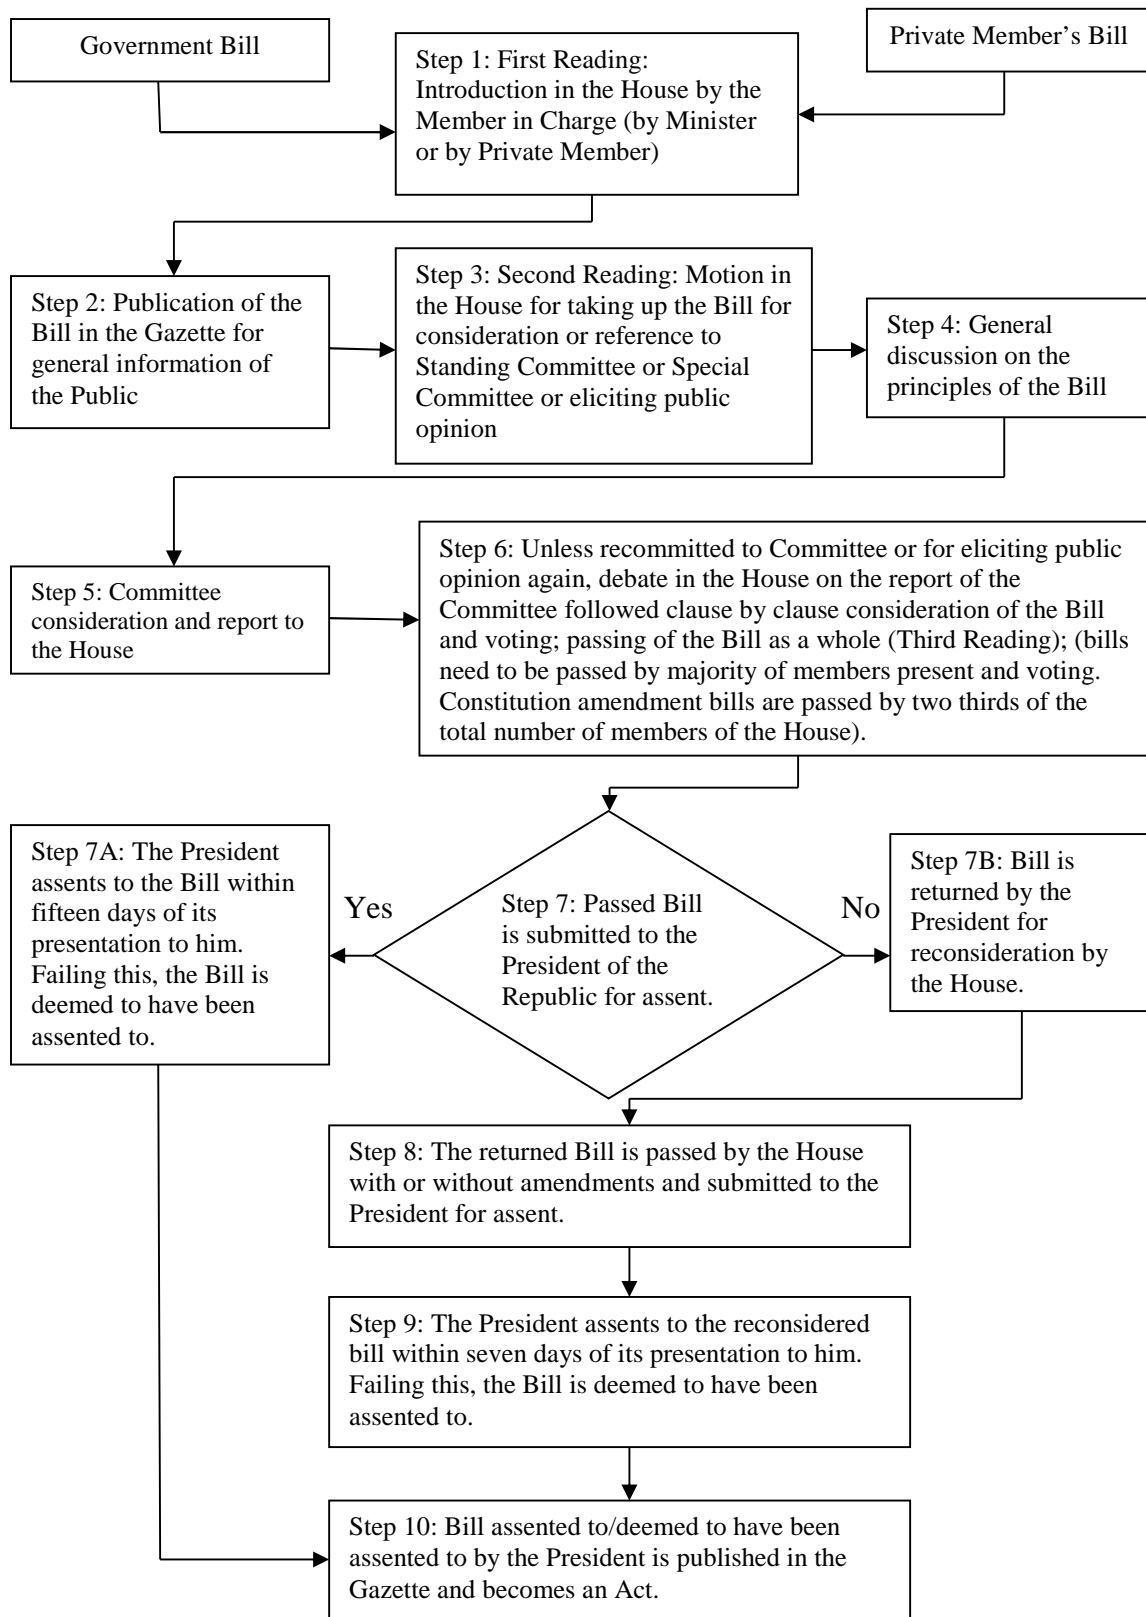 Government Bill
Step 1: First Reading:
Introduction in the House by the
Member in Charge (by Minister
or by Private Member)
Private Member’s Bill
Step 2: Publication of the
Bill in the Gazette for
general information of
the Public
Step 3: Second Reading: Motion in
the House for taking up the Bill for
consideration or reference to
Standing Committee or Special
Committee or eliciting public
opinion
Step 4: General
discussion on the
principles of the Bill
Step 5: Committee
consideration and report to
the House
Step 6: Unless recommitted to Committee or for eliciting public
opinion again, debate in the House on the report of the
Committee followed clause by clause consideration of the Bill
and voting; passing of the Bill as a whole (Third Reading); (bills
need to be passed by majority of members present and voting.
Constitution amendment bills are passed by two thirds of the
total number of members of the House).
Step 7A: The President
assents to the Bill within
fifteen days of its
presentation to him.
Failing this, the Bill is
deemed to have been
assented to.
Yes
Step 7: Passed Bill
is submitted to the
President of the
Republic for assent.
No
Step 7B: Bill is
returned by the
President for
reconsideration by
the House.
Step 8: The returned Bill is passed by the House
with or without amendments and submitted to the
President for assent.
Step 9: The President assents to the reconsidered
bill within seven days of its presentation to him.
Failing this, the Bill is deemed to have been
assented to.
Step 10: Bill assented to/deemed to have been
assented to by the President is published in the
Gazette and becomes an Act.